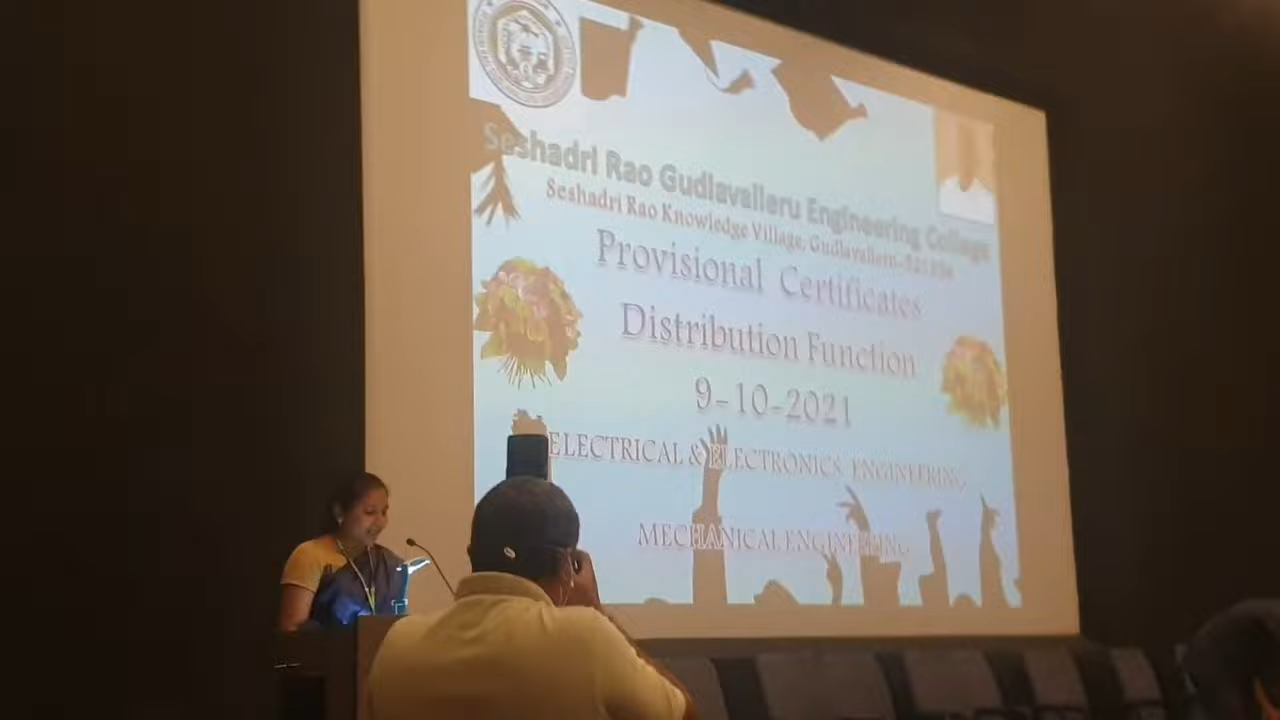 Seshadri Rao Gudlavalleru Engineering College
Seshadri Rao Knowledge Village, Gudlavalleru-521356
Provisional Certificates
Distribution Function
9-10-2021
ELECTRICAL & ELECTRONICS ENGINEERING
MECHANICAL ENGINEERING